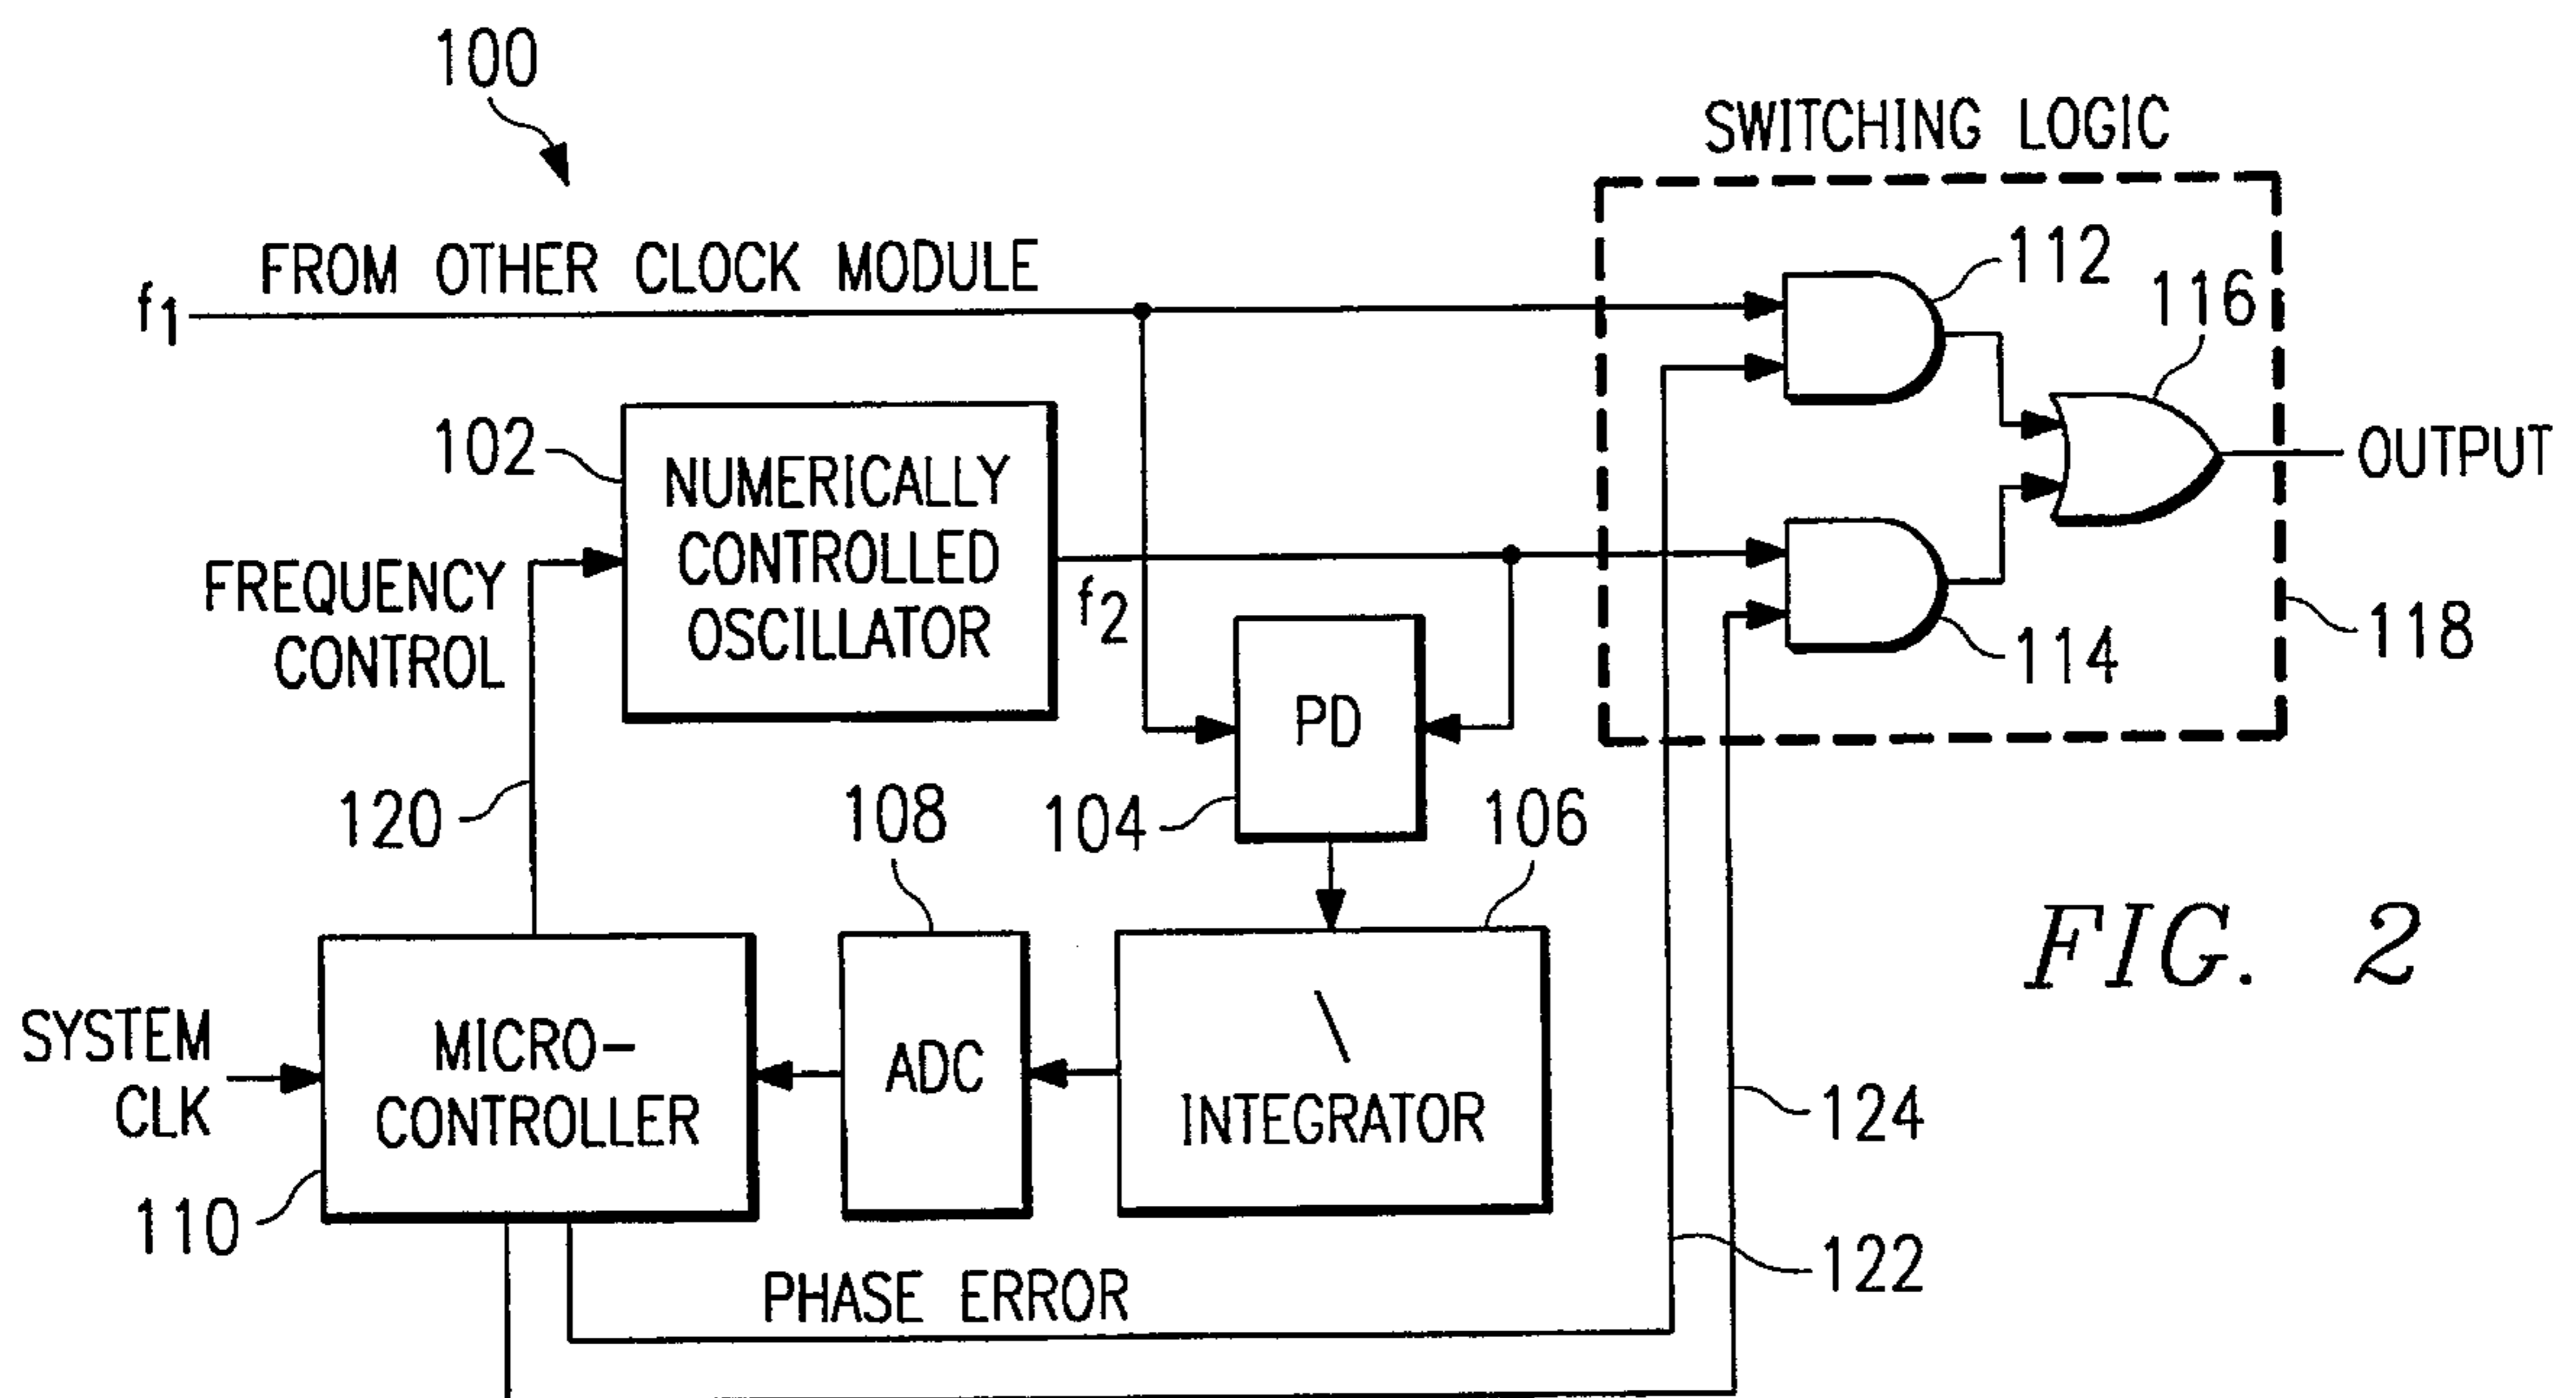 100
SWITCHING LOGIC
FROM OTHER CLOCK MODULE
f1
112
116
102
NUMERICALLY
CONTROLLED
OSCILLATOR
OUTPUT
FREQUENCY
CONTROL
f2
PD
114
118
120
108
104
106
FIG. 2
SYSTEM
CLK
MICRO-
CONTROLLER
ADC
\
INTEGRATOR
124
110
122
PHASE ERROR